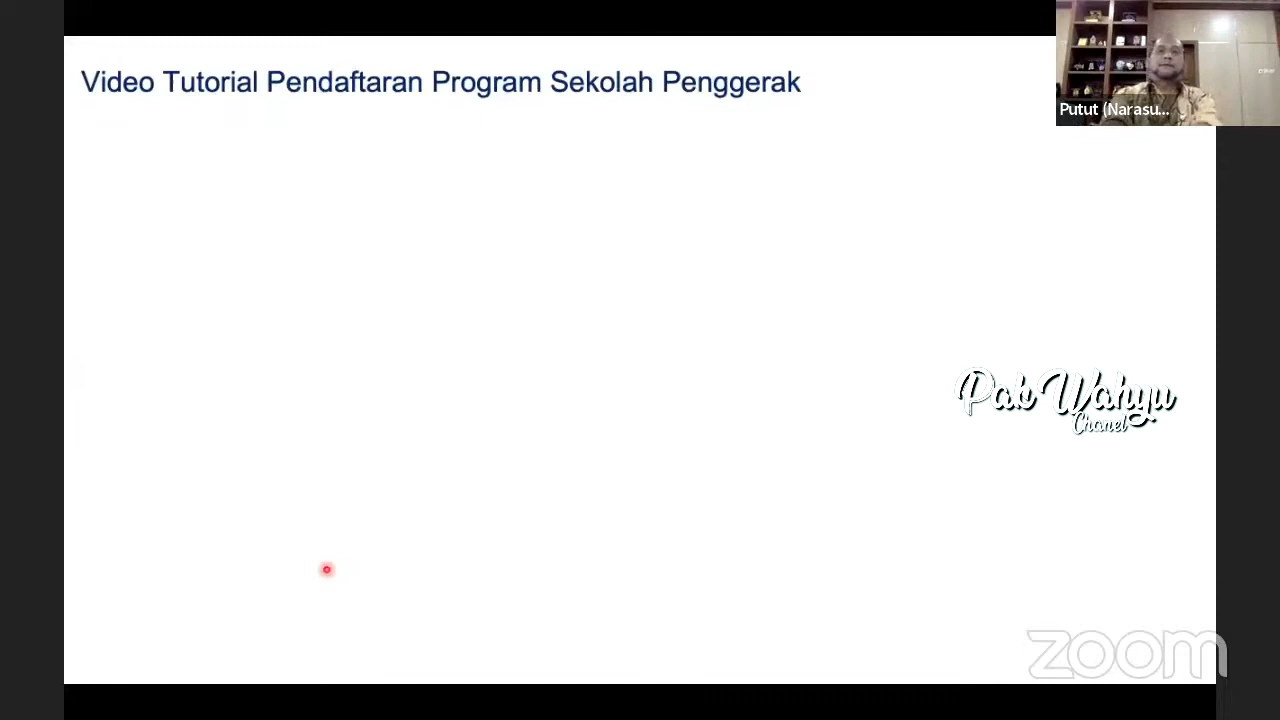 Video Tutorial Pendaftaran Program Sekolah Penggerak
Putut (Narasu...
Pak Wahyu
Chanel
zoom